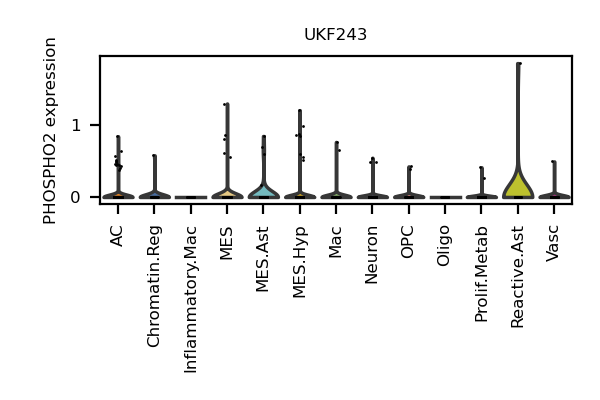 UKF243
PHOSPHO2 expression
1
0
AC
Chromatin.Reg
Inflammatory.Mac
MES
MES.Ast
MES.Hyp
Mac
Neuron
OPC
Oligo
Prolif.Metab
Reactive.Ast
Vasc